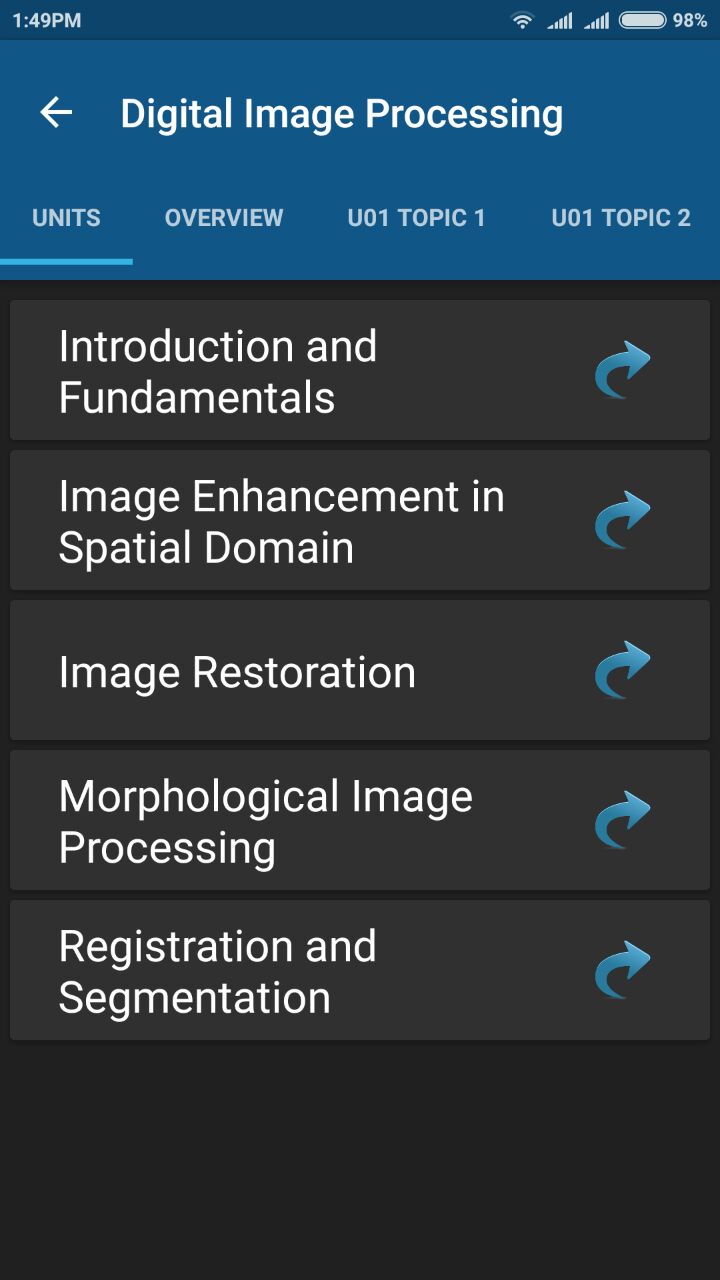 1:49PM
98%
Digital Image Processing
UNITS
OVERVIEW
U01 TOPIC 1
U01 TOPIC 2
Introduction and
Fundamentals
Image Enhancement in
Spatial Domain
Image Restoration
Morphological Image
Processing
Registration and
Segmentation